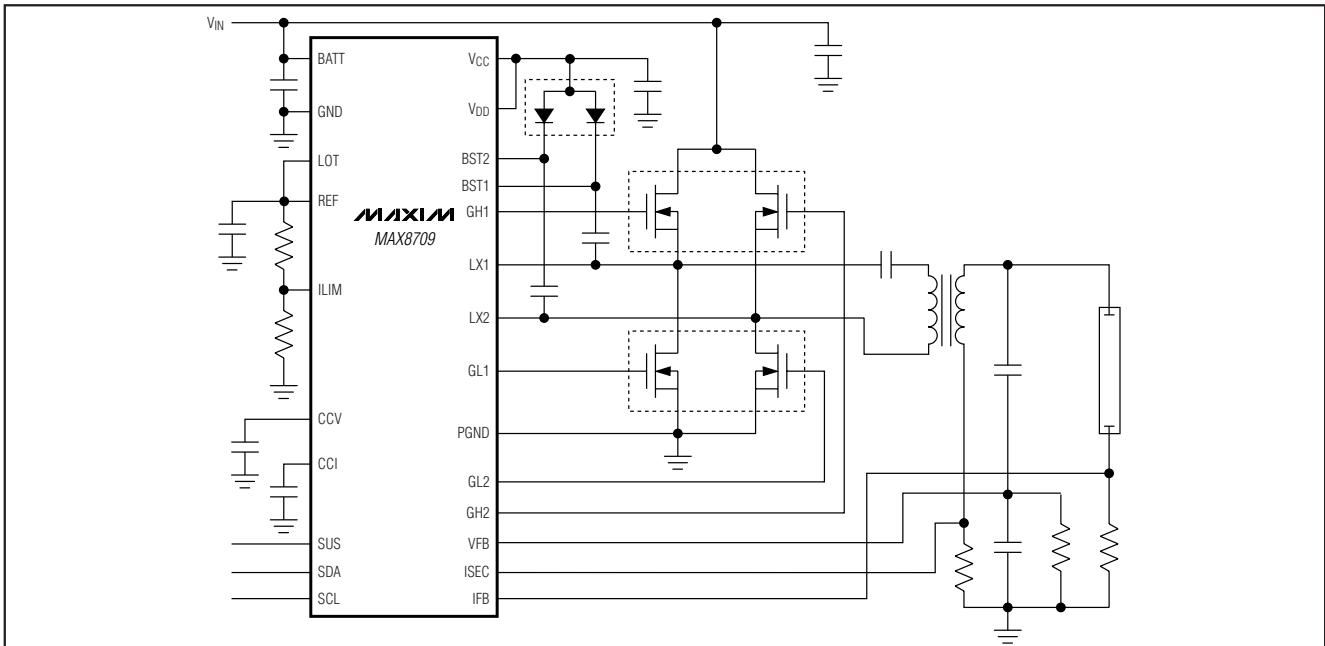 VIN
BATT
GND
LOT
REF
ILIM
CCV
CCI
SUS
SDA
SCL
MAXIM
MAX8709
VCC
VDD
BST2
BST1
GH1
LX1
LX2
GL1
PGND
GL2
GH2
VFB
ISEC
IFB